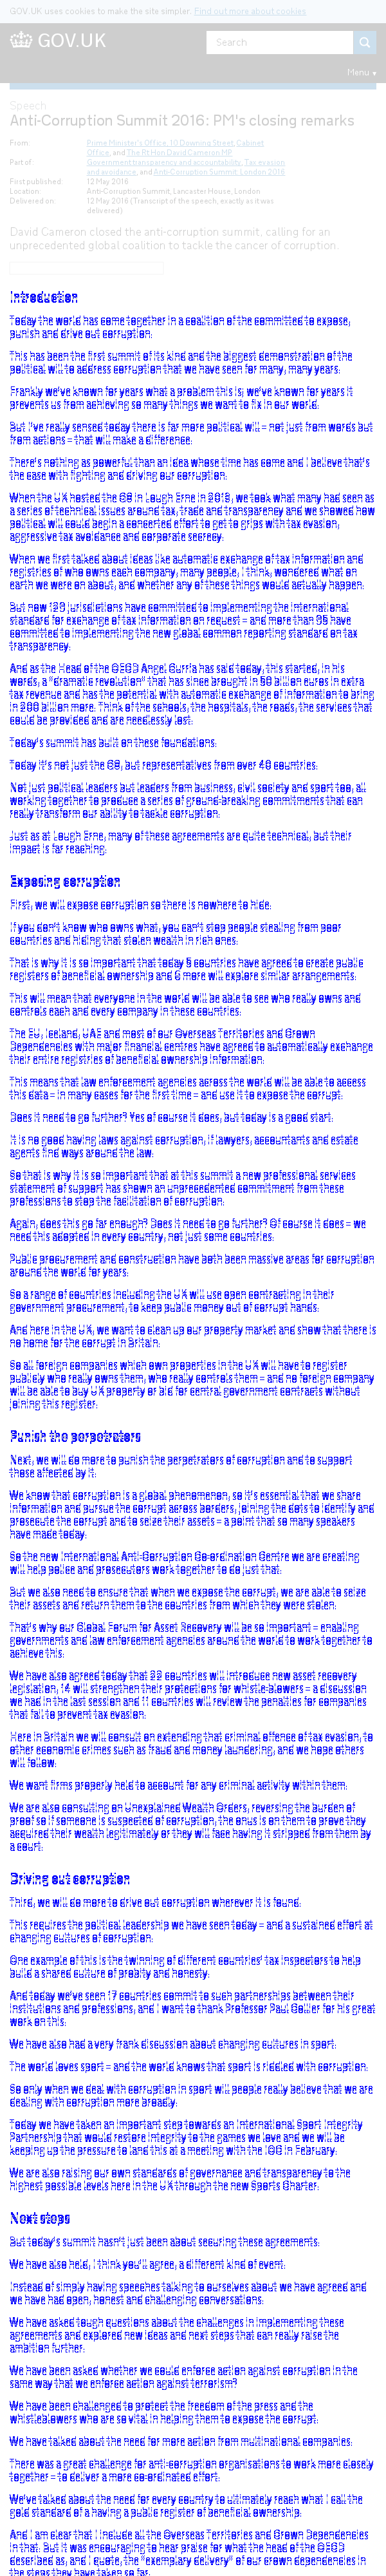 GOV.UK uses cookies to make the site simpler. Find out more about cookies
GOV.UK
Search
Menu
Speech
Anti-Corruption Summit 2016: PM's closing remarks
From: Prime Minister's Office, 10 Downing Street, Cabinet
Office, and The Rt Hon David Cameron MP
Part of: Government transparency and accountability, Tax evasion
and avoidance, and Anti-Corruption Summit: London 2016
First published: 12 May 2016
Location: Anti-Corruption Summit, Lancaster House, London
Delivered on: 12 May 2016 (Transcript of the speech, exactly as it was
delivered)
David Cameron closed the anti-corruption summit, calling for an
unprecedented global coalition to tackle the cancer of corruption.
Introduction
Today the world has come together in a coalition of the committed to expose,
punish and drive out corruption.
This has been the first summit of its kind and the biggest demonstration of the
political will to address corruption that we have seen for many, many years.
Frankly we've known for years what a problem this is; we've known for years it
prevents us from achieving so many things we want to fix in our world.
But I've really sensed today there is far more political will – not just from words but
from actions – that will make a difference.
There's nothing as powerful than an idea whose time has come and I believe that's
the case with fighting and driving our corruption.
When the UK hosted the G8 in Lough Erne in 2013, we took what many had seen as
a series of technical issues around tax, trade and transparency and we showed how
political will could begin a concerted effort to get to grips with tax evasion,
aggressive tax avoidance and corporate secrecy.
When we first talked about ideas like automatic exchange of tax information and
registries of who owns each company, many people, I think, wondered what on
earth we were on about, and whether any of these things would actually happen.
But now 129 jurisdictions have committed to implementing the international
standard for exchange of tax information on request – and more than 95 have
committed to implementing the new global common reporting standard on tax
transparency.
And as the Head of the OECD Angel Gurria has said today, this started, in his
words, a "dramatic revolution" that has since brought in 50 billion on euros in extra
tax revenue and has the potential with automatic exchange of information to bring
in 200 billion more. Think of the schools, the hospitals, the roads, the services that
could be provided and are needlessly lost.
Today's summit has built on these foundations.
Today it's not just the G8, but representatives from over 40 countries.
Not just political leaders but leaders from business, civil society and sport too, all
working together to produce a series of ground-breaking commitments that can
really transform our ability to tackle corruption.
Just as at Lough Erne, many of these agreements are quite technical, but their
impact is far reaching.
Exposing corruption
First, we will expose corruption so there is nowhere to hide.
If you don't know who owns what, you can't stop people stealing from poor
countries and hiding that stolen wealth in rich ones.
That is why it is so important that today 5 countries have agreed to create public
registers of beneficial ownership and 6 more will explore similar arrangements.
This will mean that everyone in the world will be able to see who really owns and
controls each and every company in these countries.
The EU, Iceland, UAE and most of our Overseas Territories and Crown
Dependencies with major financial centres have agreed to automatically exchange
their entire registries of beneficial ownership information.
This means that law enforcement agencies across the world will be able to access
this data – in many cases for the first time – and use it to expose the corrupt.
Does it need to go further? Yes of course it does, but today is a good start.
It is no good having laws against corruption, if lawyers, accountants and estate
agents find ways around the law.
So that is why it is so important that at this summit a new professional services
statement of support has shown an unprecedented commitment from these
professions to stop the facilitation of corruption.
Again, does this go far enough? Does it need to go further? Of course it does – we
need this adopted in every country, not just some countries.
Public procurement and construction have both been massive areas for corruption
around the world for years.
So a range of countries including the UK will use open contracting in their
government procurement, to keep public money out of corrupt hands.
And here in the UK, we want to clean up our property market and show that there is
no home for the corrupt in Britain.
So all foreign companies which own properties in the UK will have to register
publicly who really owns them, who really controls them – and no foreign company
will be able to buy UK property or bid for central government contracts without
joining this register.
Punish the perpetrators
Next, we will do more to punish the perpetrators of corruption and to support
those affected by it.
We know that corruption is a global phenomenon, so it's essential that we share
information and pursue the corrupt across borders, joining the dots to identify and
prosecute the corrupt and to seize their assets – a point that so many speakers
have made today.
So the new International Anti-Corruption Co-ordination Centre we are creating
will help police and prosecutors work together to do just that.
But we also need to ensure that when we expose the corrupt, we are able to seize
their assets and return them to the countries from which they were stolen.
That's why our Global Forum for Asset Recovery will be so important – enabling
governments and law enforcement agencies around the world to work together to
achieve this.
We have also agreed today that 22 countries will introduce new asset recovery
legislation, 14 will strengthen their protections for whistle-blowers – a discussion
we had in the last session and 11 countries will review the penalties for companies
that fail to prevent tax evasion.
Here in Britain we will consult on extending that criminal offence of tax evasion, to
other economic crimes such as fraud and money laundering, and we hope others
will follow.
We want firms properly held to account for any criminal activity within them.
We are also consulting on Unexplained Wealth Orders, reversing the burden of
proof so if someone is suspected of corruption, the onus is on them to prove they
acquired their wealth legitimately or they will face having it stripped from them by
a court.
Driving out corruption
Third, we will do more to drive out corruption wherever it is found.
This requires the political leadership we have seen today – and a sustained effort at
changing cultures of corruption.
One example of this is the twinning of different countries' tax inspectors to help
build a shared culture of probity and honesty.
And today we've seen 17 countries commit to such partnerships between their
institutions and professions, and I want to thank Professor Paul Collier for his great
work on this.
We have also had a very frank discussion about changing cultures in sport.
The world loves sport – and the world knows that sport is riddled with corruption.
So only when we deal with corruption in sport will people really believe that we are
dealing with corruption more broadly.
Today we have taken an important step towards an International Sport Integrity
Partnership that would restore integrity to the games we love and we will be
keeping up the pressure to land this at a meeting with the IOC in February.
We are also raising our own standards of governance and transparency to the
highest possible levels here in the UK through the new Sports Charter.
Next steps
But today's summit hasn't just been about securing these agreements.
We have also held, I think you'll agree, a different kind of event.
Instead of simply having speeches talking to ourselves about we have agreed and
we have had open, honest and challenging conversations.
We have asked tough questions about the challenges in implementing these
agreements and explored new ideas and next steps that can really raise the
ambition further.
We have been asked whether we could enforce action against corruption in the
same way that we enforce action against terrorism?
We have been challenged to protect the freedom of the press and the
whistleblowers who are so vital in helping them to expose the corrupt.
We have talked about the need for more action from multinational companies.
There was a great challenge for anti-corruption organisations to work more closely
together – to deliver a more co-ordinated effort.
We've talked about the need for every country to ultimately reach what I call the
gold standard of a having a public register of beneficial ownership.
And I am clear that I include all the Overseas Territories and Crown Dependencies
in that. But it was encouraging to hear praise for what the head of the OECD
described as, and I quote, the "exemplary delivery" of our crown dependencies in
the steps they have taken so far.